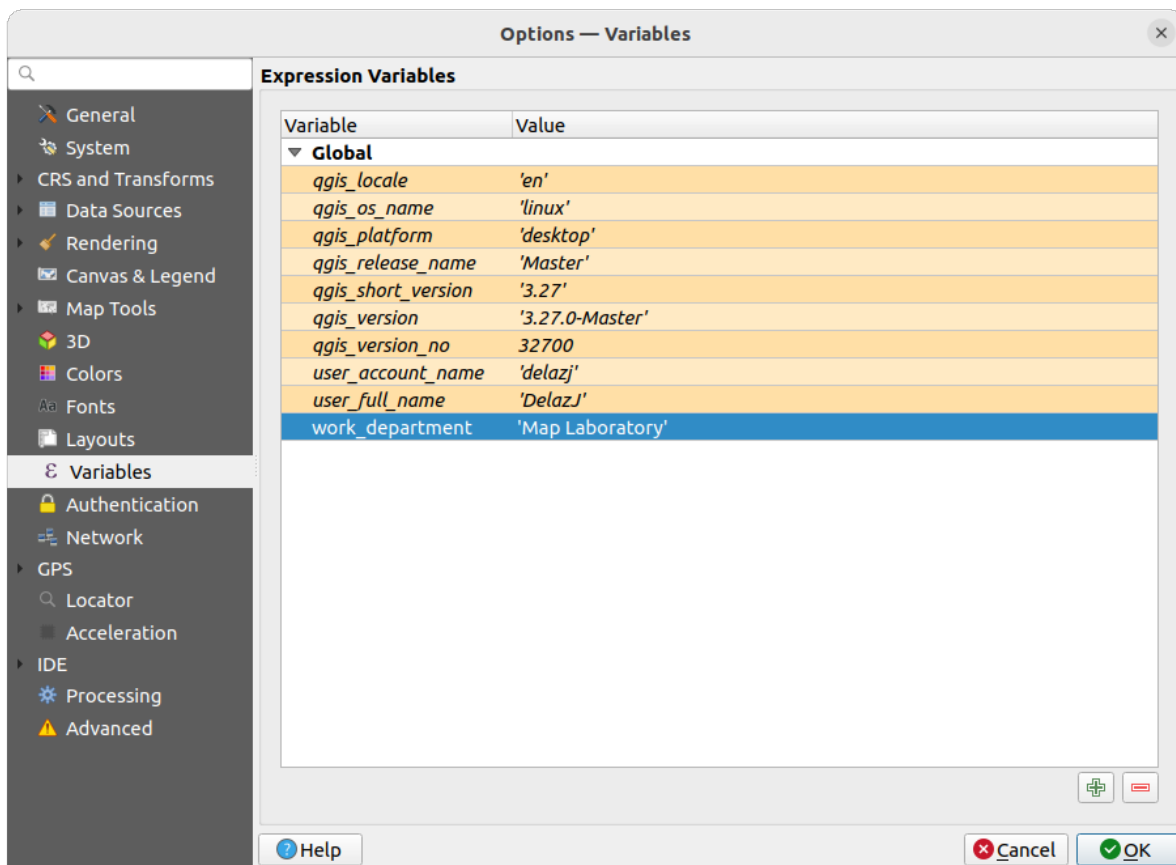 Options — Variables
Expression Variables
General
System
CRS and Transforms
Data Sources
Rendering
Canvas & Legend
Map Tools
3D
Colors
Aa Fonts
Layouts
ε Variables
Authentication
Network
GPS
Locator
Acceleration
IDE
Processing
Advanced
Variable Value
Global
qgis_locale 'en'
qgis_os_name 'linux'
qgis_platform 'desktop'
qgis_release_name 'Master'
qgis_short_version '3.27'
qgis_version '3.27.0-Master'
qgis_version_no 32700
user_account_name 'delazj'
user_full_name 'DelazJ'
work_department 'Map Laboratory'
Help Cancel OK